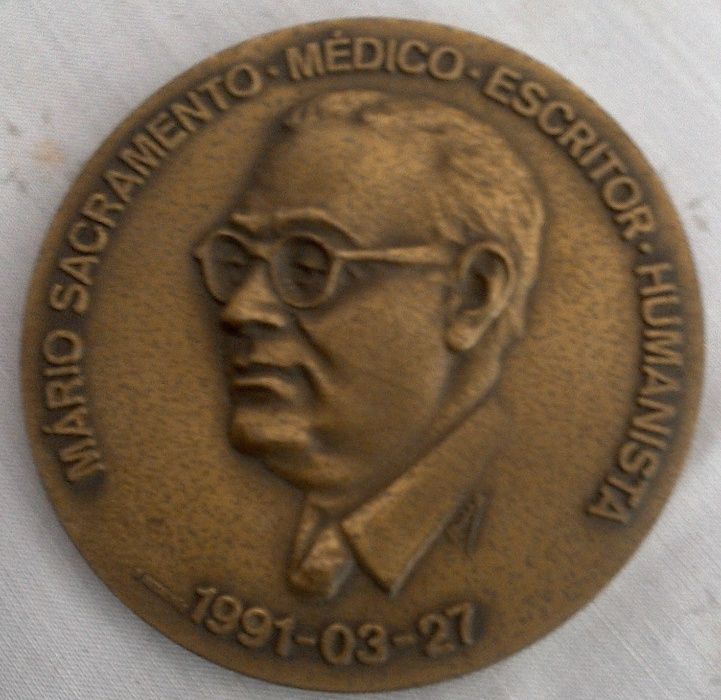 MÁRIO SACRAMENTO · MÉDICO · ESCRITOR · HUMANISTA
1991-03-27